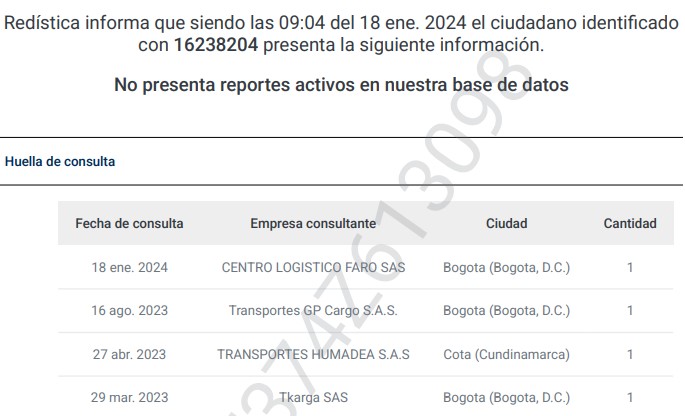 Redística informa que siendo las 09:04 del 18 ene. 2024 el ciudadano identificado
con 16238204 presenta la siguiente información.
No presenta reportes activos en nuestra base de datos
Huella de consulta
Fecha de consulta Empresa consultante Ciudad Cantidad
18 ene. 2024 CENTRO LOGISTICO FARO SAS Bogota (Bogota, D.C.) 1
16 ago. 2023 Transportes GP Cargo S.A.S. Bogota (Bogota, D.C.) 1
27 abr. 2023 TRANSPORTES HUMADEA S.A.S Cota (Cundinamarca) 1
29 mar. 2023 Tkarga SAS Bogota (Bogota, D.C.) 1